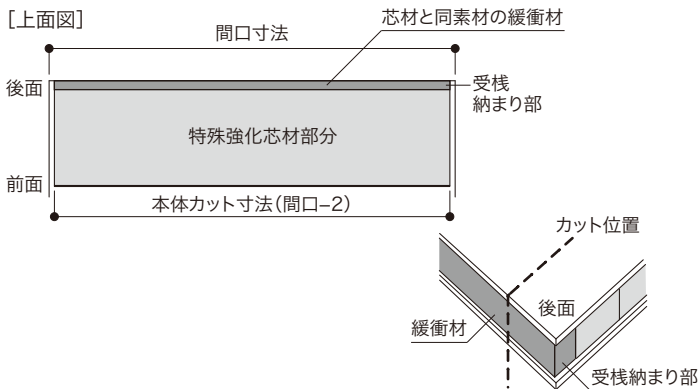 [上面図]
芯材と同素材の緩衝材
間口寸法
後面
受桟
納まり部
特殊強化芯材部分
前面
本体カット寸法(間口–2)
カット位置
後面
緩衝材
受桟納まり部